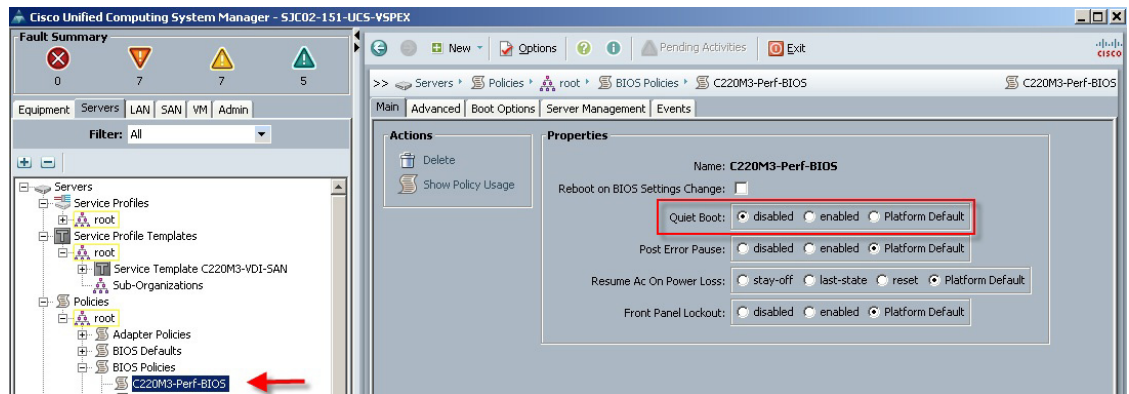 Cisco Unified Computing System Manager - SJC02-151-UCS-VSPEX
Fault Summary
0 7 7 5
New Options Pending Activities Exit
CISCO
>> Servers Policies root BIOS Policies C220M3-Perf-BIOS C220M3-Perf-BIOS
Equipment Servers LAN SAN VM Admin
Filter: All
Servers
Service Profiles
root
Service Profile Templates
root
Service Template C220M3-VDI-SAN
Sub-Organizations
Policies
root
Adapter Policies
BIOS Defaults
BIOS Policies
C220M3-Perf-BIOS
Main Advanced Boot Options Server Management Events
Actions
Delete
Show Policy Usage
Properties
Name: C220M3-Perf-BIOS
Reboot on BIOS Settings Change:
Quiet Boot: disabled enabled Platform Default
Post Error Pause: disabled enabled Platform Default
Resume Ac On Power Loss: stay-off last-state reset Platform Default
Front Panel Lockout: disabled enabled Platform Default